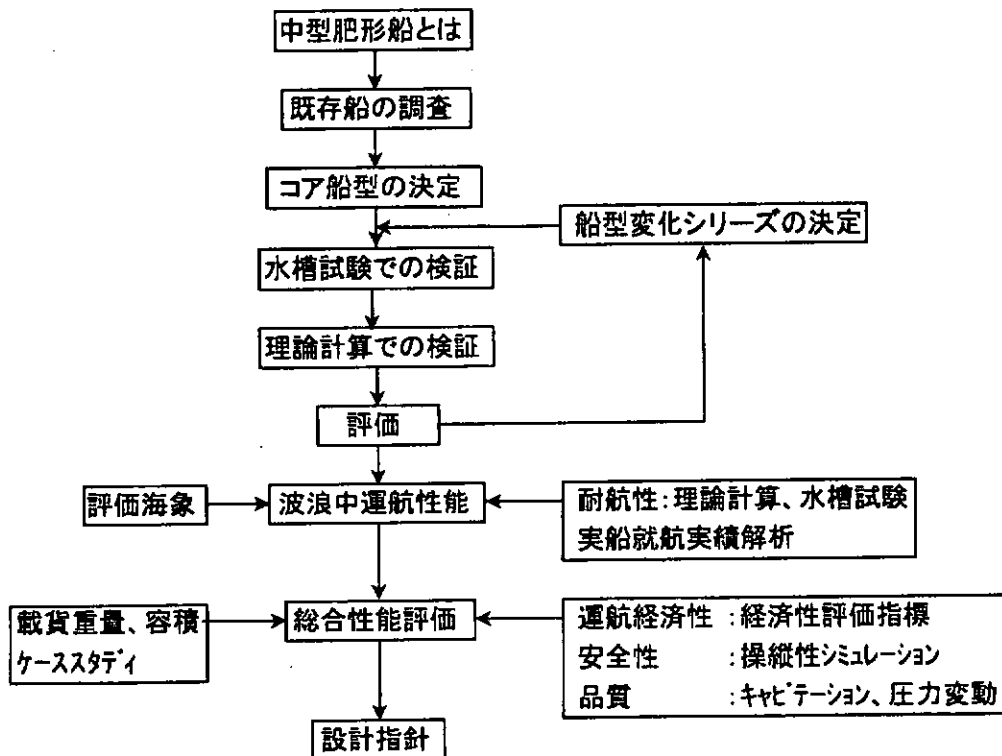 中型肥形船とは
既存船の調査
コア船型の決定
船型変化シリーズの決定
水槽試験での検証
理論計算での検証
評価
評価海象
波浪中運航性能
耐航性:理論計算、水槽試験
実船就航実績解析
載貨重量、容積
ケーススタディ
総合性能評価
運航経済性:経済性評価指標
安全性:操縦性シミュレーション
品質:キャビテーション、圧力変動
設計指針